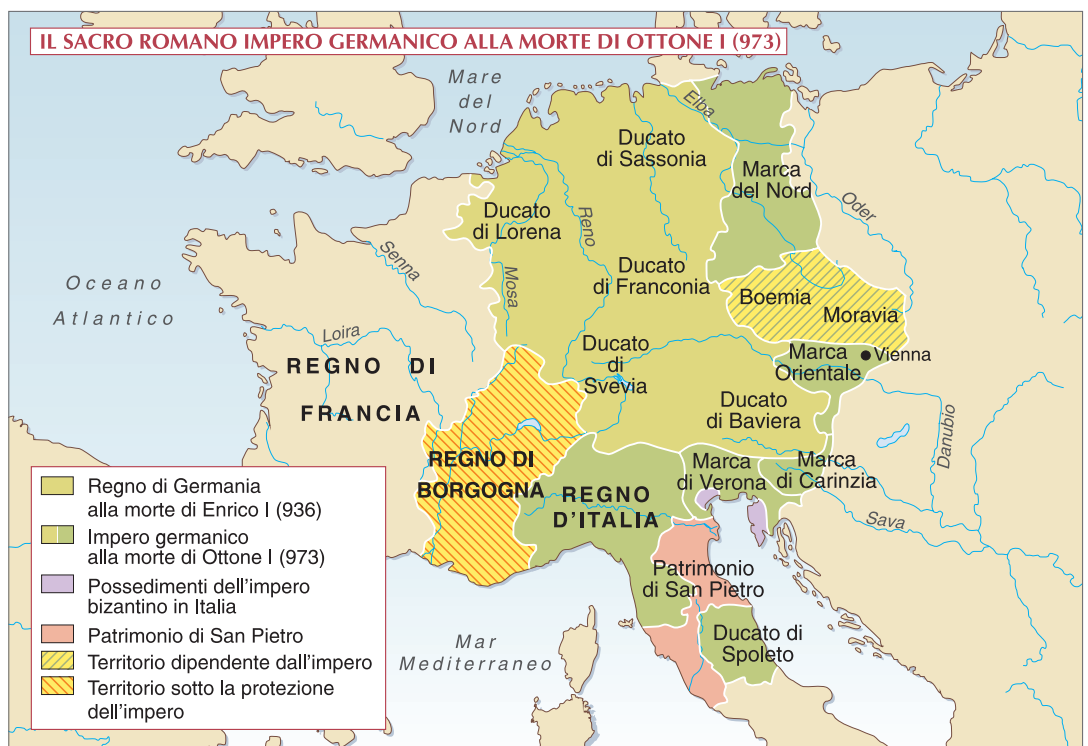 IL SACRO ROMANO IMPERO GERMANICO ALLA MORTE DI OTTONE I (973)
Mare
del
Nord
Elba
Ducato
di Sassonia
Marca
del Nord
Oder
Ducato
di Lorena
Reno
Senna
Mosa
Ducato
di Franconia
Boemia
Moravia
Oceano
Atlantico
Loira
REGNO DI
FRANCIA
Ducato
di
Svevia
Marca
Orientale
Vienna
Ducato
di Baviera
Danubio
REGNO DI
BORGOGNA
REGNO
D'ITALIA
Marca
di Verona
Marca
di Carinzia
Sava
Patrimonio
di San Pietro
Ducato di
Spoleto
Mar
Mediterraneo
Regno di Germania
alla morte di Enrico I (936)
Impero germanico
alla morte di Ottone I (973)
Possedimenti dell'impero
bizantino in Italia
Patrimonio di San Pietro
Territorio dipendente dall'impero
Territorio sotto la protezione
dell'impero